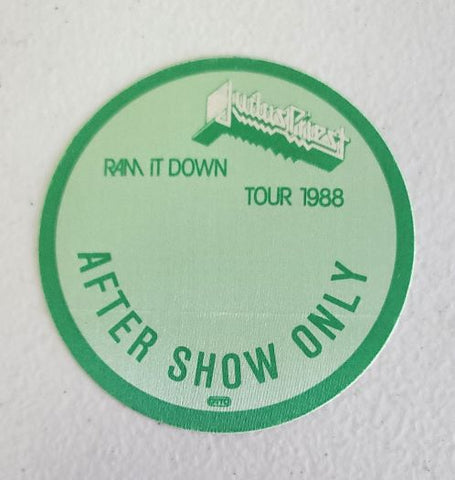 Judas Priest
RAM IT DOWN
TOUR 1988
AFTER SHOW ONLY